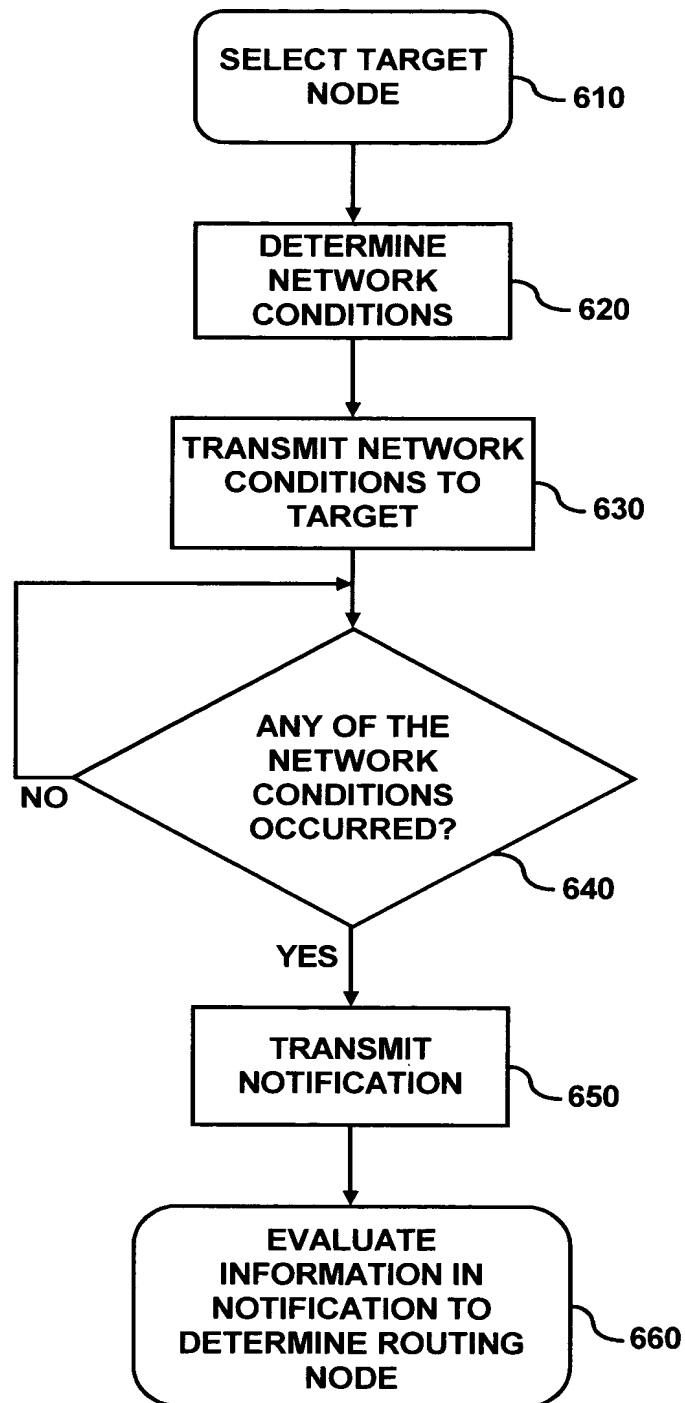 SELECT TARGET
NODE
610
DETERMINE
NETWORK
CONDITIONS
620
TRANSMIT NETWORK
CONDITIONS TO
TARGET
630
ANY OF THE
NETWORK
CONDITIONS
OCCURRED?
NO
640
YES
TRANSMIT
NOTIFICATION
650
EVALUATE
INFORMATION IN
NOTIFICATION TO
DETERMINE ROUTING
NODE
660